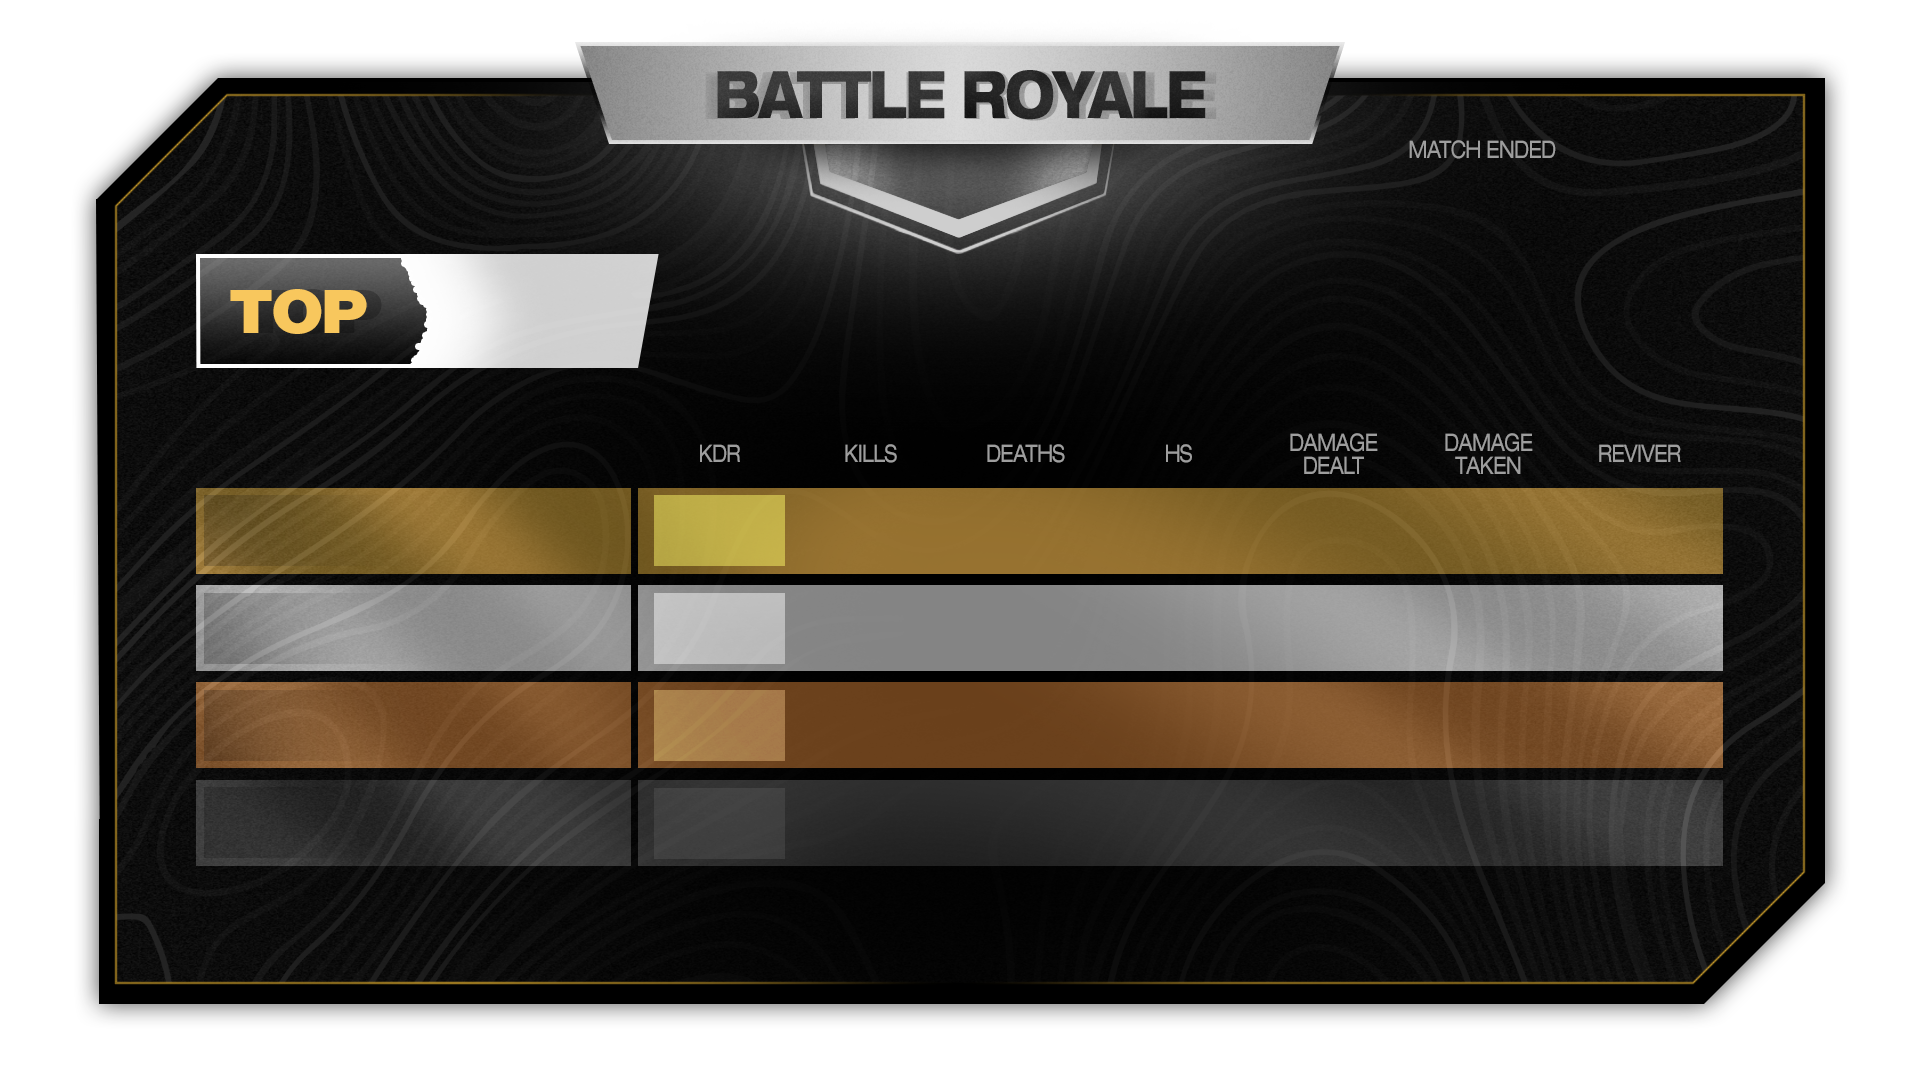 BATTLE ROYALE
MATCH ENDED
TOP
KDR KILLS DEATHS HS DAMAGE DEALT DAMAGE TAKEN REVIVER